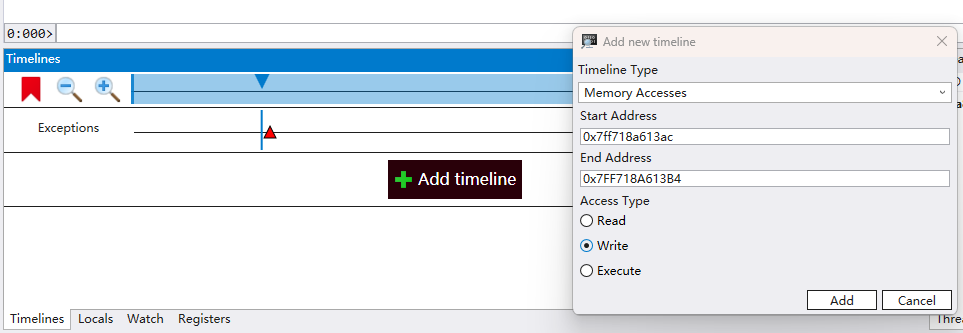 0:000>
Timelines
Exceptions
Add timeline
Timelines Locals Watch Registers
Add new timeline
Timeline Type
Memory Accesses
Start Address
0x7ff718a613ac
End Address
0x7FF718A613B4
Access Type
Read
Write
Execute
Add Cancel